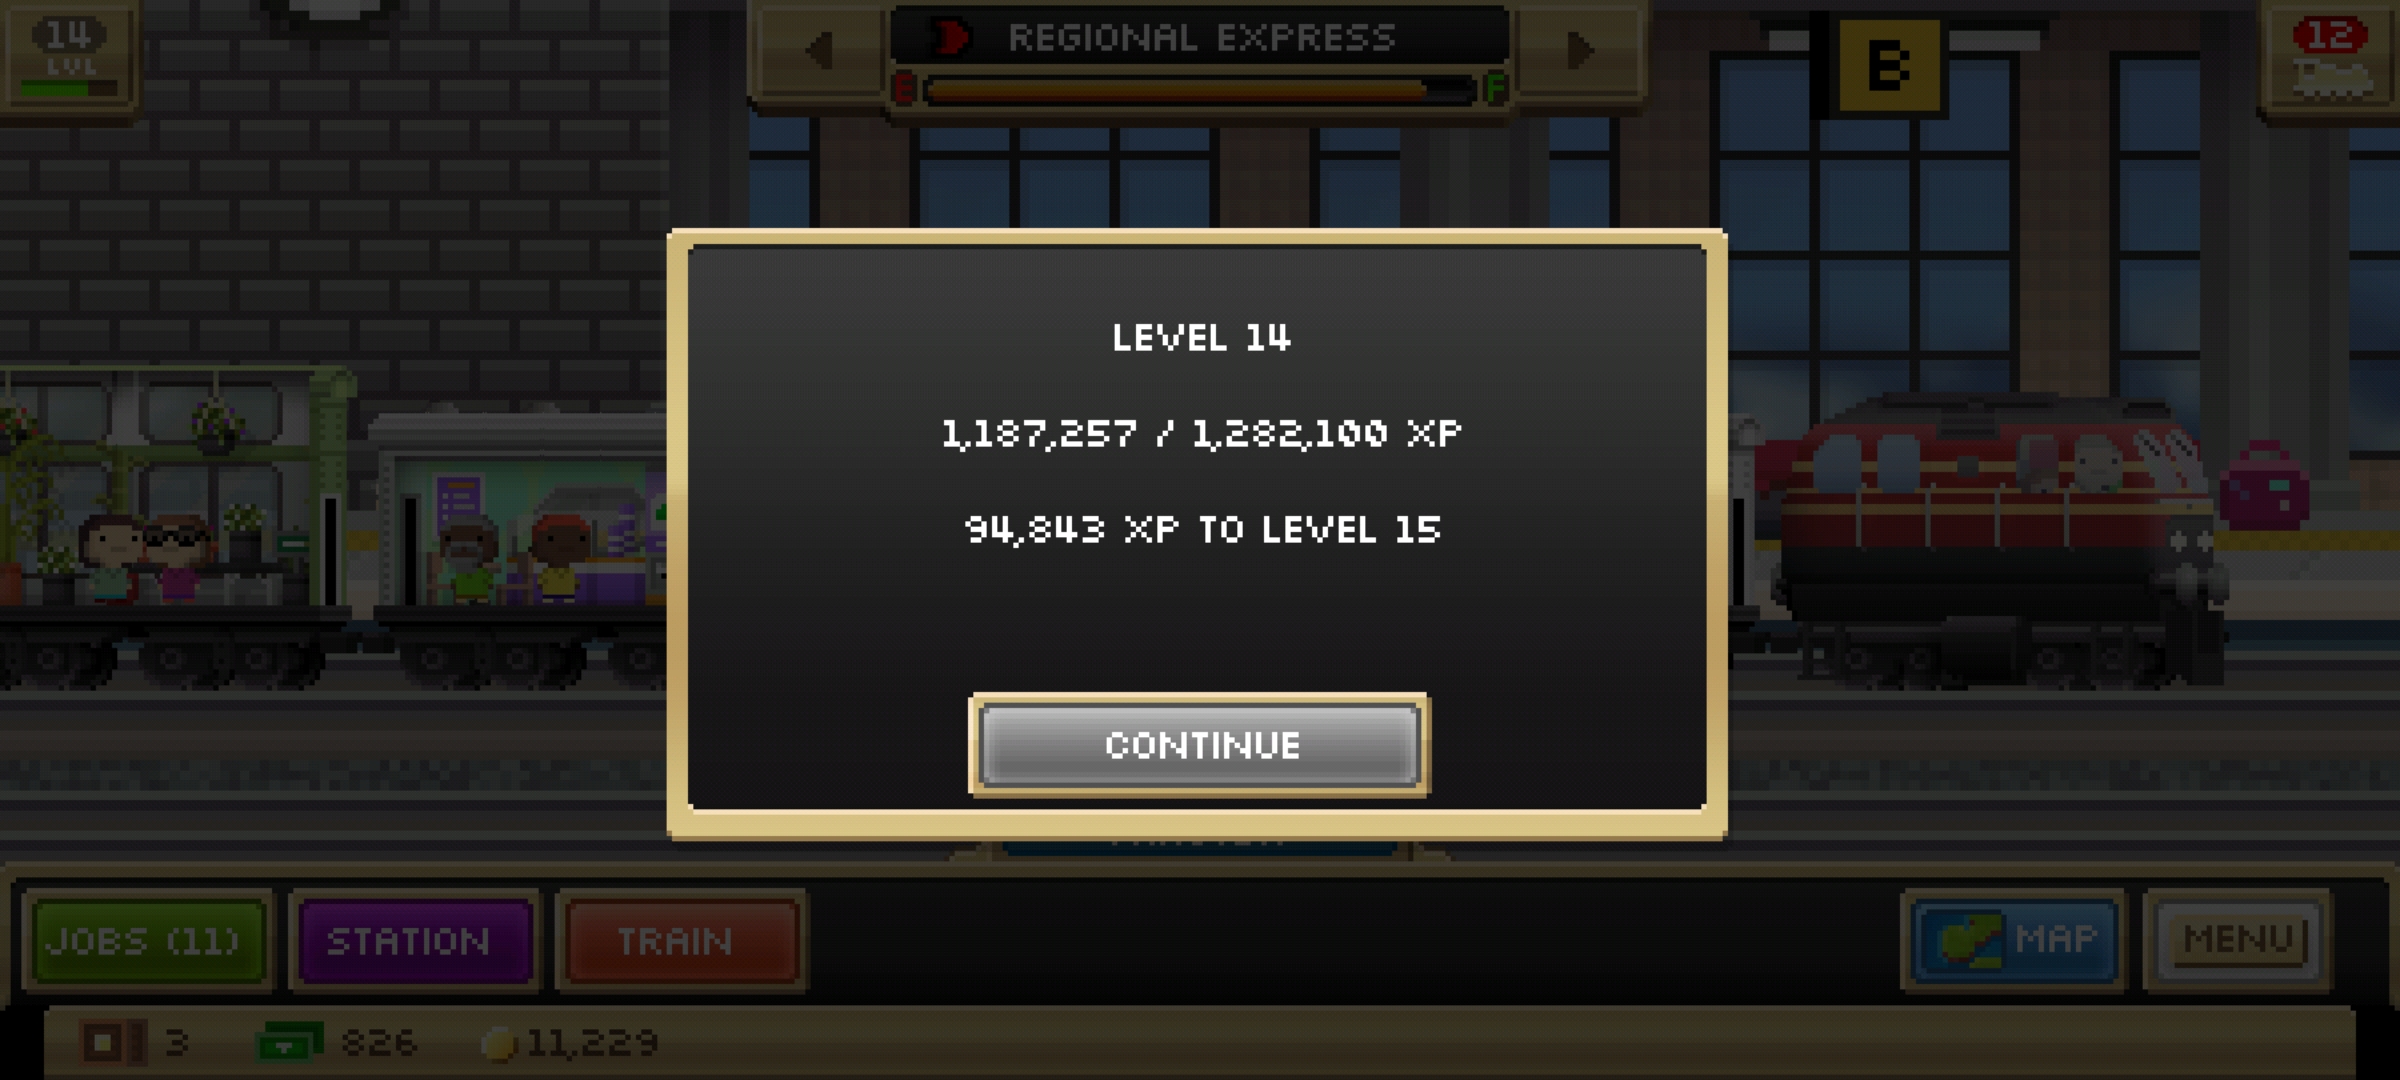 14
LVL
REGIONAL EXPRESS
E
F
B
12
LEVEL 14
1,187,257 / 1,282,100 XP
94,843 XP TO LEVEL 15
CONTINUE
JOBS (11)
STATION
TRAIN
MAP
MENU
3
826
11,229